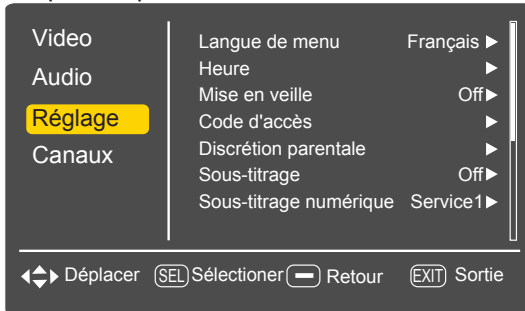 Video
Audio
Réglage
Canaux
Langue de menu Français
Heure
Mise en veille Off
Code d'accès
Discrétion parentale
Sous-titrage Off
Sous-titrage numérique Service1
Déplacer SEL Sélectioner Retour EXIT Sortie